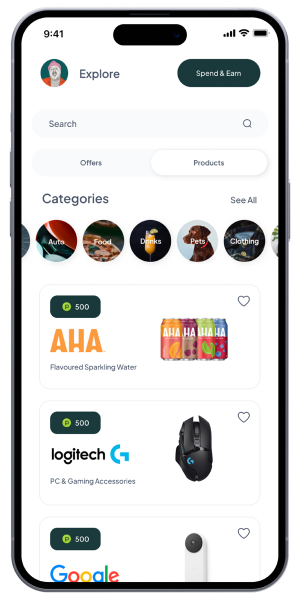 9:41
Explore
Spend & Earn
Search
Offers
Products
Categories
See All
Auto
Food
Drinks
Pets
Clothing
P 500
AHA
AHA
AHA
AHA
AHA
Flavoured Sparkling Water
P 500
logitech G
PC & Gaming Accessories
P 500
Google